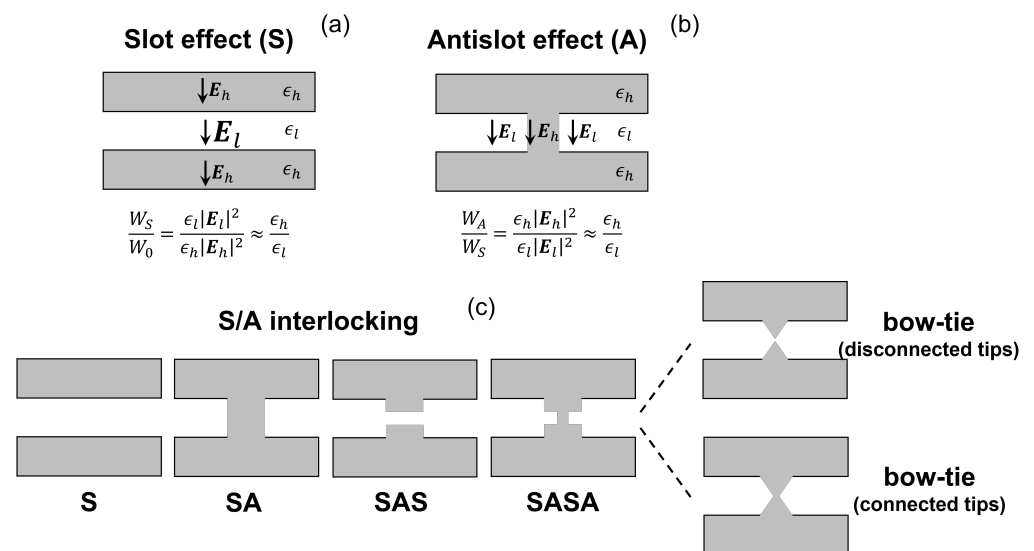 (a)
Slot effect (S)
E_h ϵ_h
E_l ϵ_l
E_h ϵ_h
W_S/W_0 = ϵ_l|E_l|²/ϵ_h|E_h|² ≈ ϵ_h/ϵ_l
(b)
Antislot effect (A)
ϵ_h
E_l E_h E_l ϵ_l
ϵ_h
W_A/W_S = ϵ_h|E_h|²/ϵ_l|E_l|² ≈ ϵ_h/ϵ_l
(c)
S/A interlocking
S
SA
SAS
SASA
bow-tie
(disconnected tips)
bow-tie
(connected tips)